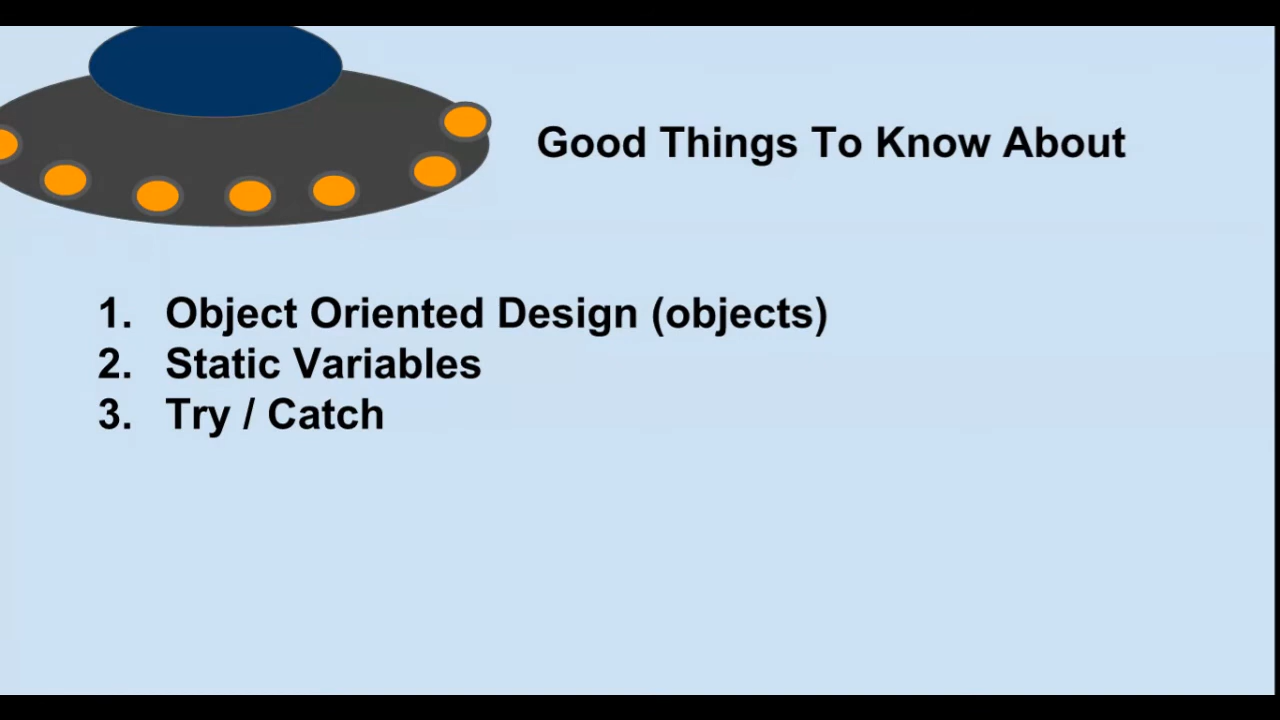 Good Things To Know About
1. Object Oriented Design (objects)
2. Static Variables
3. Try / Catch